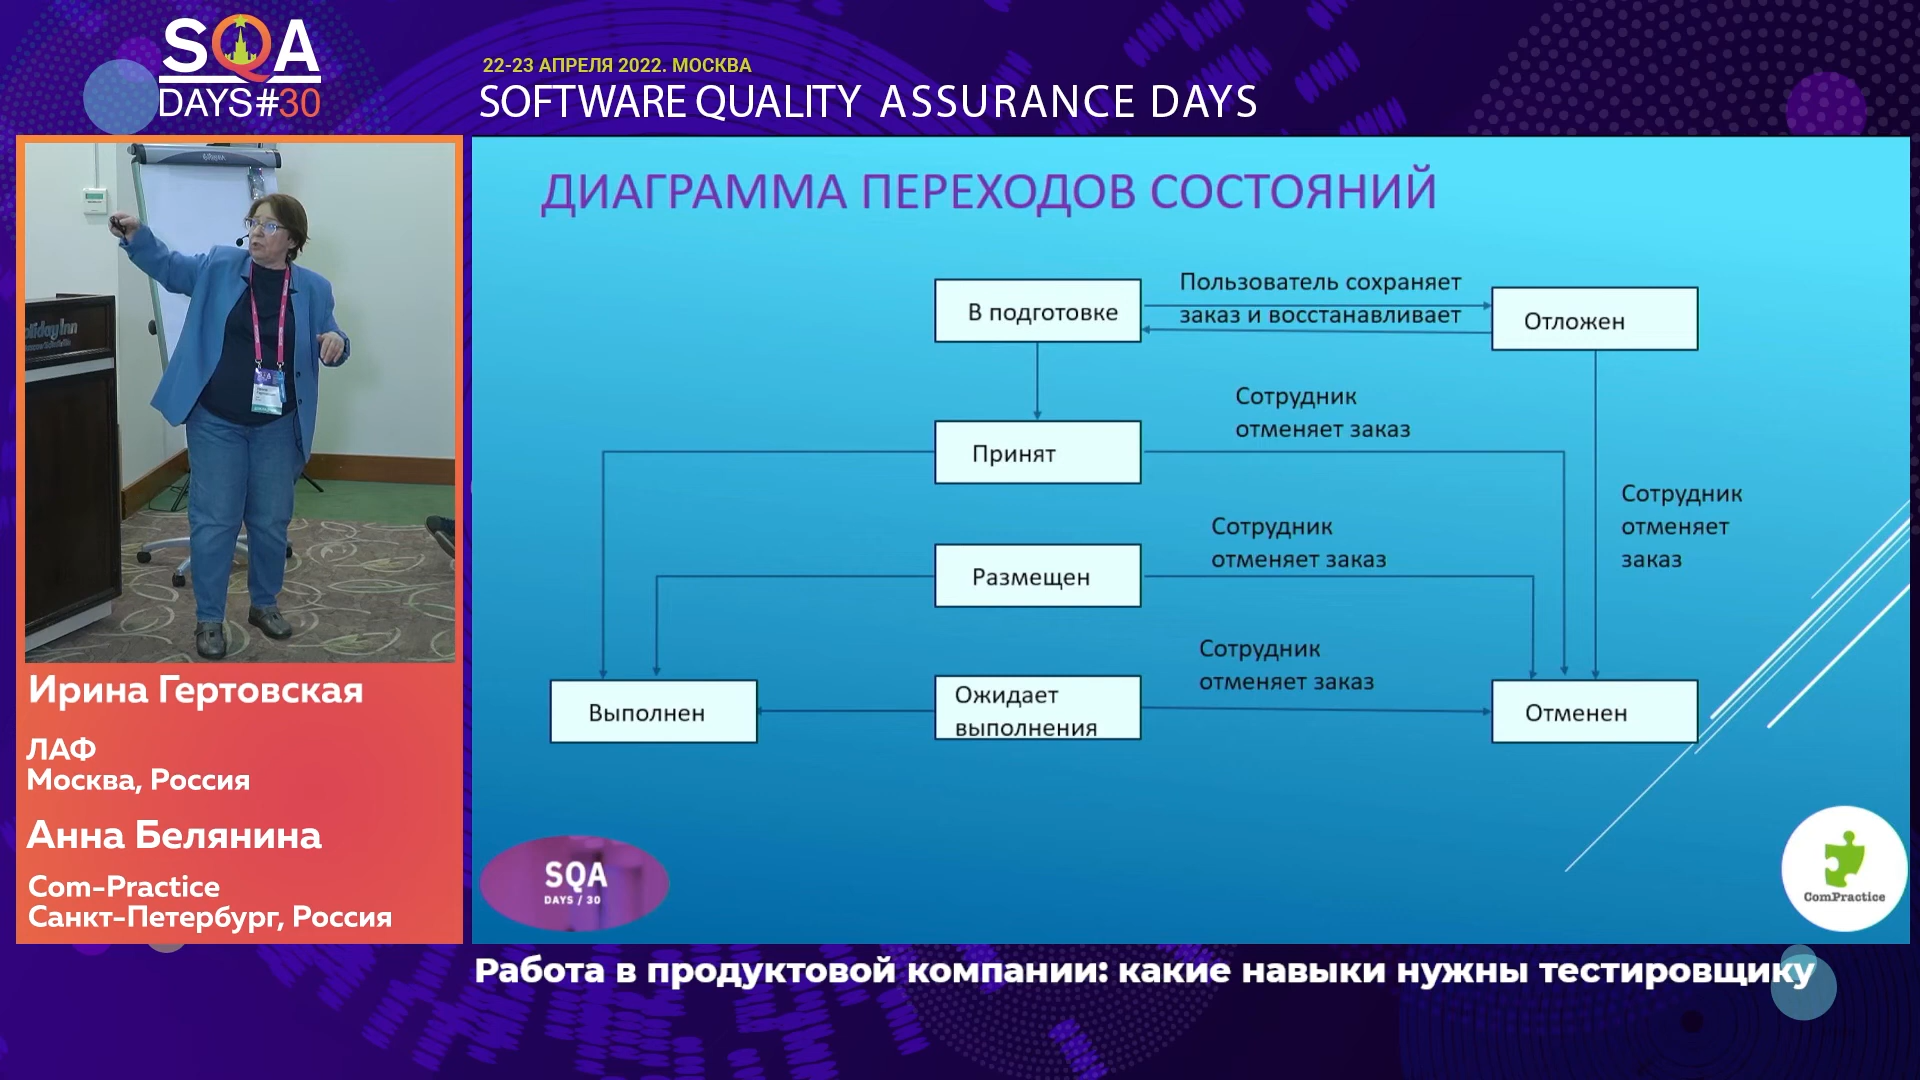 SQA
DAYS#30
22-23 АПРЕЛЯ 2022. МОСКВА
SOFTWARE QUALITY ASSURANCE DAYS
ДИАГРАММА ПЕРЕХОДОВ СОСТОЯНИЙ
В подготовке
Пользователь сохраняет
заказ и восстанавливает
Отложен
Сотрудник
отменяет заказ
Принят
Сотрудник
отменяет
заказ
Сотрудник
отменяет заказ
Размещен
Сотрудник
отменяет заказ
Выполнен
Ожидает
выполнения
Отменен
Ирина Гертовская
ЛАФ
Москва, Россия
Анна Белянина
Com-Practice
Санкт-Петербург, Россия
SQA
DAYS / 30
ComPractice
Работа в продуктовой компании: какие навыки нужны тестировщику